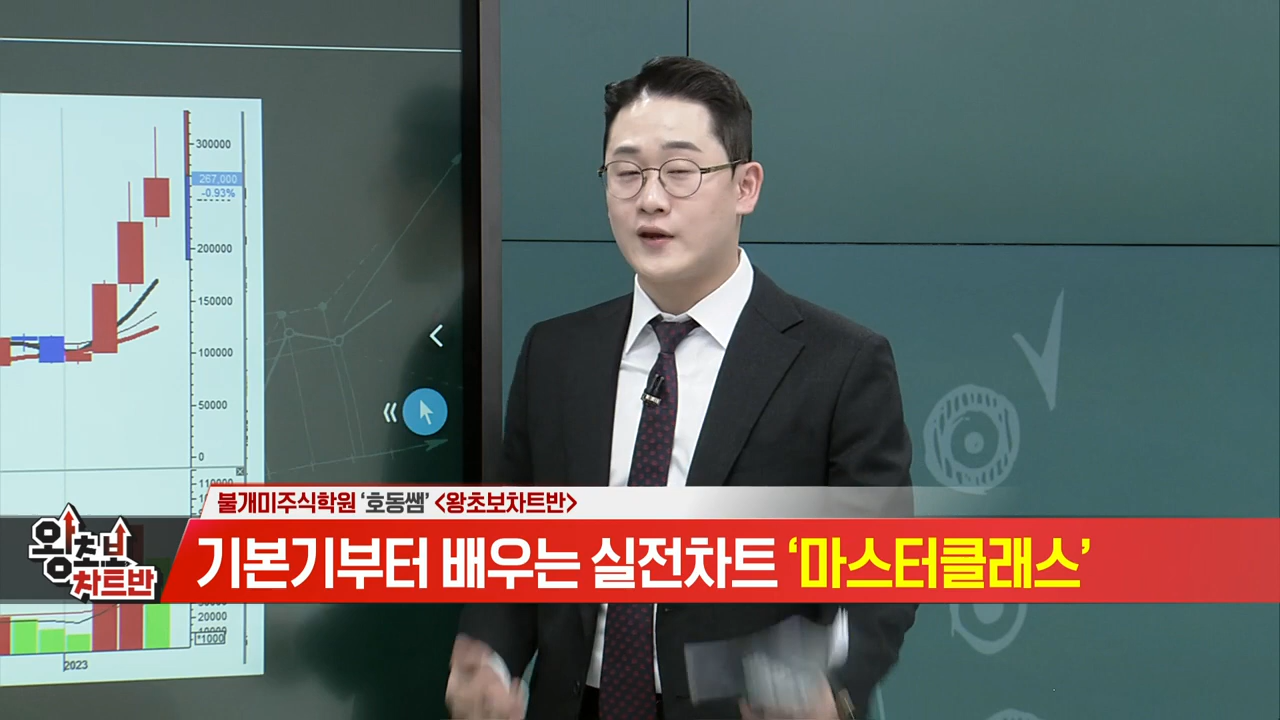 300000
267,000
-0.93%
200000
150000
100000
50000
0
불개미주식학원 ‘호동쌤’ <왕초보차트반>
왕초보
차트반
기본기부터 배우는 실전차트 ‘마스터클래스’
20000
*1000
2023